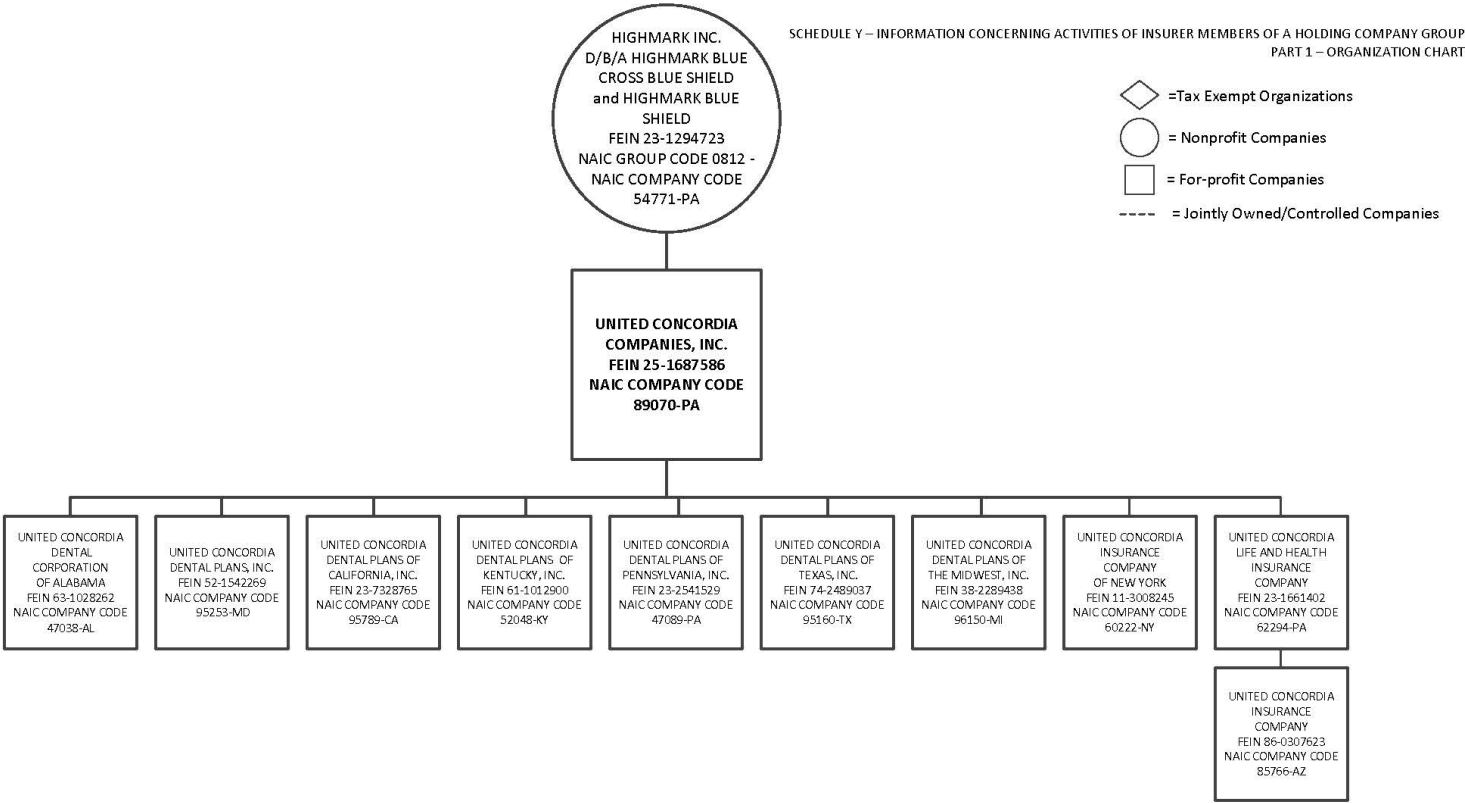 HIGHMARK INC.
D/B/A HIGHMARK BLUE
CROSS BLUE SHIELD
and HIGHMARK BLUE
SHIELD
FEIN 23-1294723
NAIC GROUP CODE 0812 -
NAIC COMPANY CODE
54771-PA
SCHEDULE Y – INFORMATION CONCERNING ACTIVITIES OF INSURER MEMBERS OF A HOLDING COMPANY GROUP
PART 1 – ORGANIZATION CHART
=Tax Exempt Organizations
= Nonprofit Companies
= For-profit Companies
= Jointly Owned/Controlled Companies
UNITED CONCORDIA
COMPANIES, INC.
FEIN 25-1687586
NAIC COMPANY CODE
89070-PA
UNITED CONCORDIA
DENTAL
CORPORATION
OF ALABAMA
FEIN 63-1028262
NAIC COMPANY CODE
47038-AL
UNITED CONCORDIA
DENTAL PLANS, INC.
FEIN 52-1542269
NAIC COMPANY CODE
95253-MD
UNITED CONCORDIA
DENTAL PLANS OF
CALIFORNIA, INC.
FEIN 23-7328765
NAIC COMPANY CODE
95789-CA
UNITED CONCORDIA
DENTAL PLANS OF
KENTUCKY, INC.
FEIN 61-1012900
NAIC COMPANY CODE
52048-KY
UNITED CONCORDIA
DENTAL PLANS OF
PENNSYLVANIA, INC.
FEIN 23-2541529
NAIC COMPANY CODE
47089-PA
UNITED CONCORDIA
DENTAL PLANS OF
TEXAS, INC.
FEIN 74-2489037
NAIC COMPANY CODE
95160-TX
UNITED CONCORDIA
DENTAL PLANS OF
THE MIDWEST, INC.
FEIN 38-2289438
NAIC COMPANY CODE
96150-MI
UNITED CONCORDIA
INSURANCE
COMPANY
OF NEW YORK
FEIN 11-3008245
NAIC COMPANY CODE
60222-NY
UNITED CONCORDIA
LIFE AND HEALTH
INSURANCE
COMPANY
FEIN 23-1661402
NAIC COMPANY CODE
62294-PA
UNITED CONCORDIA
INSURANCE
COMPANY
FEIN 86-0307623
NAIC COMPANY CODE
85766-AZ